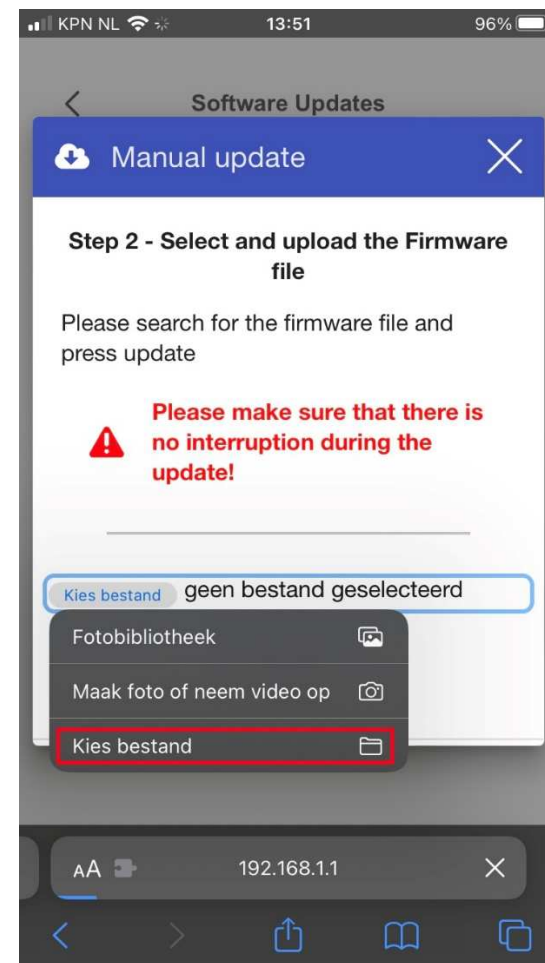 KPN NL 13:51 96%
Software Updates
Manual update
Step 2 - Select and upload the Firmware
file
Please search for the firmware file and
press update
Please make sure that there is
no interruption during the
update!
Kies bestand geen bestand geselecteerd
Fotobibliotheek
Maak foto of neem video op
Kies bestand
AA 192.168.1.1